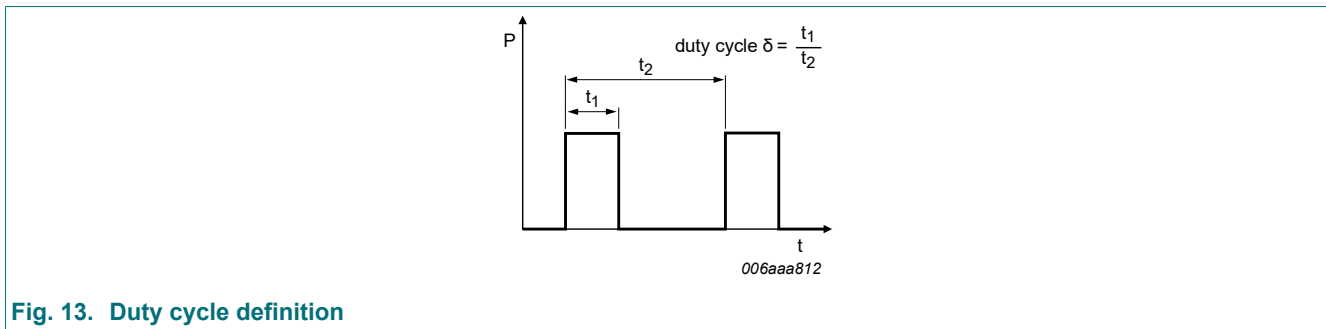 P
duty cycle δ = t1/t2
t2
t1
t
006aaa812
Fig. 13. Duty cycle definition